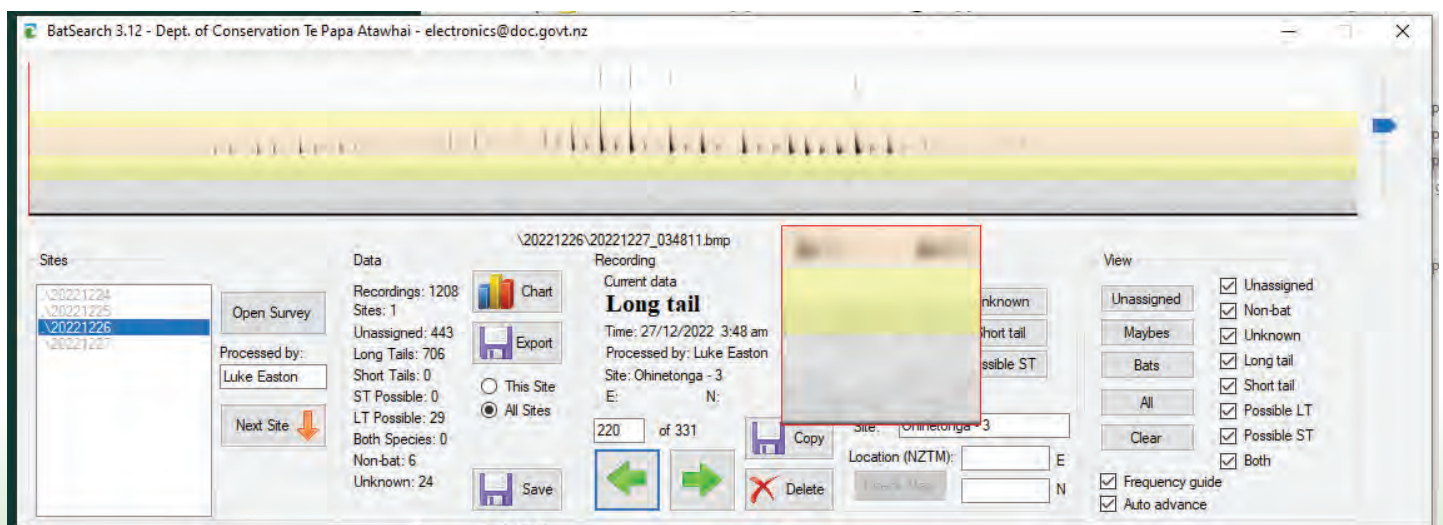 BatSearch 3.12 - Dept. of Conservation Te Papa Atawhai - electronics@doc.govt.nz
\20221226\20221227_034811.bmp
Sites
.\20221224
.\20221225
.\20221226
.\20221227
Open Survey
Processed by:
Luke Easton
Next Site
Data
Recordings: 1208
Sites: 1
Unassigned: 443
Long Tails: 706
Short Tails: 0
ST Possible: 0
LT Possible: 29
Both Species: 0
Non-bat: 6
Unknown: 24
Chart
Export
This Site
All Sites
Save
Recording
Current data
Long tail
Time: 27/12/2022 3:48 am
Processed by: Luke Easton
Site: Ohinetonga - 3
E: N:
220 of 331
Copy
Delete
Site: Ohinetonga - 3
Location (NZTM): E
N
View
Unassigned
Maybes
Bats
All
Clear
Unassigned
Non-bat
Unknown
Long tail
Short tail
Possible LT
Possible ST
Both
Frequency guide
Auto advance